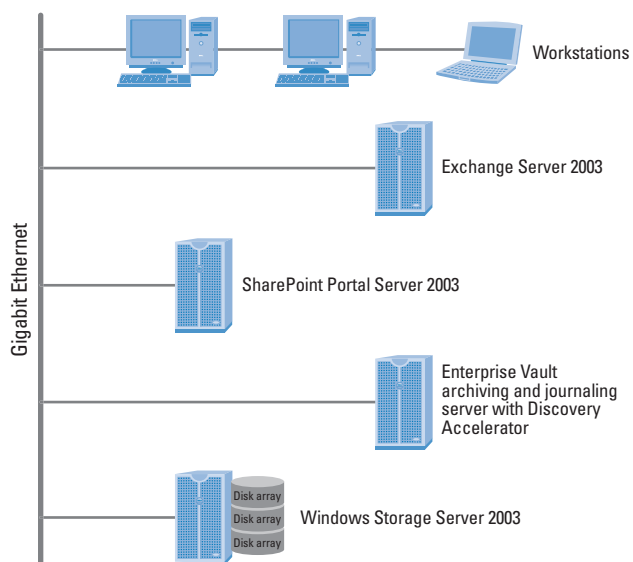 Workstations
Exchange Server 2003
Gigabit Ethernet
SharePoint Portal Server 2003
Enterprise Vault
archiving and journaling
server with Discovery
Accelerator
Disk array
Disk array
Disk array
Windows Storage Server 2003